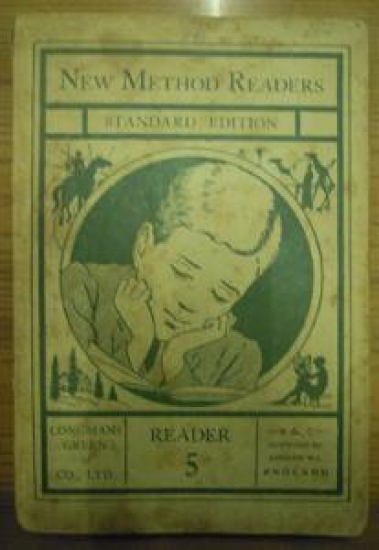 NEW METHOD READERS
STANDARD EDITION
LONGMANS
GREEN &
CO., LTD.
READER
5
ENGLAND